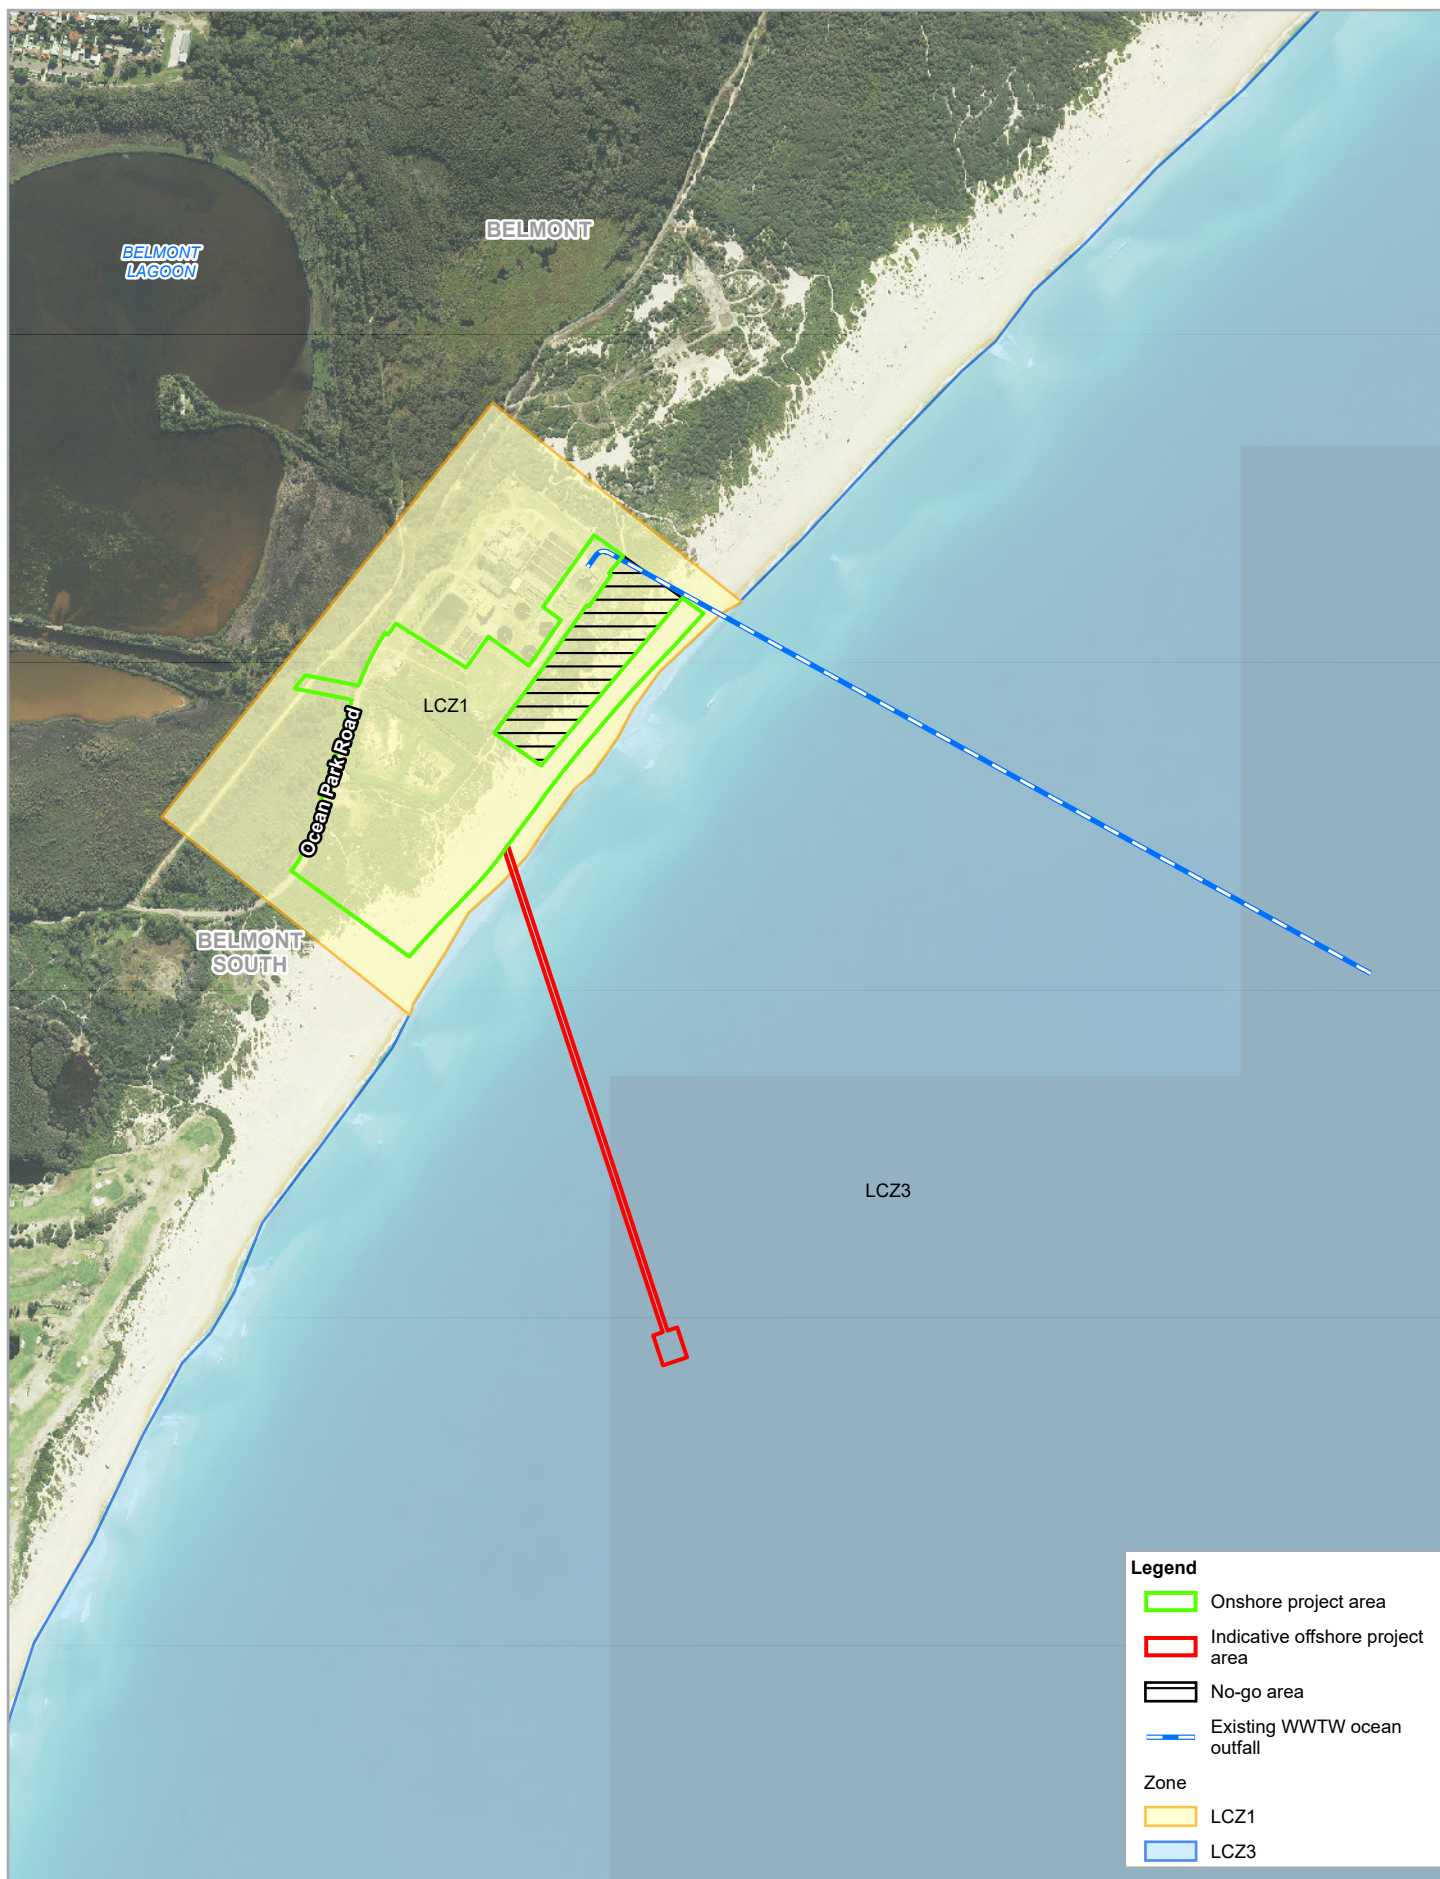 BELMONT
BELMONT
LAGOON
LCZ1
Ocean Park Road
BELMONT
SOUTH
LCZ3
Legend
Onshore project area
Indicative offshore project
area
No-go area
Existing WWTW ocean
outfall
Zone
LCZ1
LCZ3